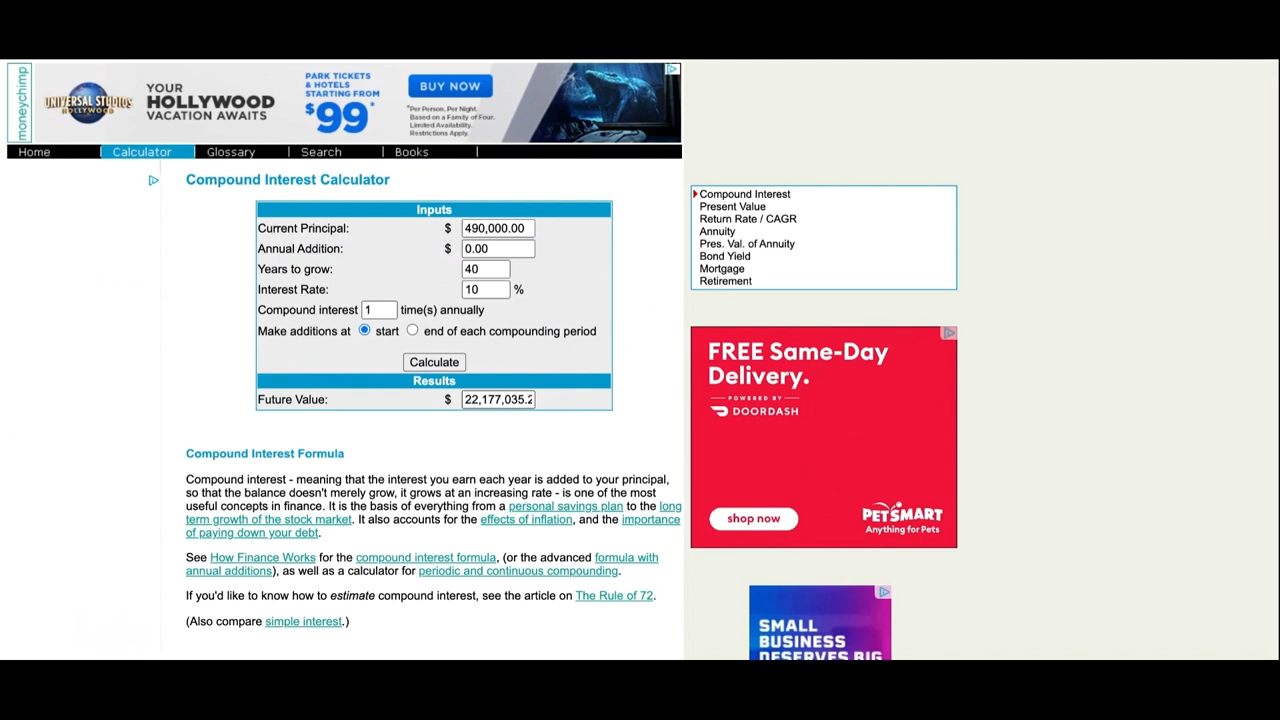 moneychimp
UNIVERSAL STUDIOS
HOLLYWOOD
YOUR
HOLLYWOOD
VACATION AWAITS
PARK TICKETS
& HOTELS
STARTING FROM
$99*
BUY NOW
*Per Person, Per Night.
Based on a Family of Four.
Limited Availability.
Restrictions Apply.
Home
Calculator
Glossary
Search
Books
Compound Interest Calculator
Inputs
Current Principal: $ 490,000.00
Annual Addition: $ 0.00
Years to grow: 40
Interest Rate: 10 %
Compound interest 1 time(s) annually
Make additions at start end of each compounding period
Calculate
Results
Future Value: $ 22,177,035.2
Compound Interest Formula
Compound interest - meaning that the interest you earn each year is added to your principal,
so that the balance doesn't merely grow, it grows at an increasing rate - is one of the most
useful concepts in finance. It is the basis of everything from a personal savings plan to the long
term growth of the stock market. It also accounts for the effects of inflation, and the importance
of paying down your debt.
See How Finance Works for the compound interest formula, (or the advanced formula with
annual additions), as well as a calculator for periodic and continuous compounding.
If you'd like to know how to estimate compound interest, see the article on The Rule of 72.
(Also compare simple interest.)
Compound Interest
Present Value
Return Rate / CAGR
Annuity
Pres. Val. of Annuity
Bond Yield
Mortgage
Retirement
FREE Same-Day
Delivery.
POWERED BY
DOORDASH
shop now
PETSMART
Anything for Pets
SMALL
BUSINESS
DESERVES BIG